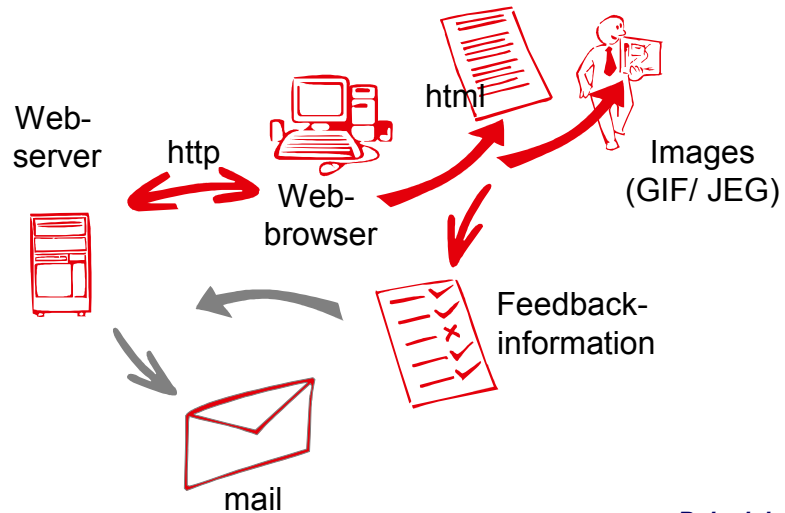 Web-
server
http
Web-
browser
html
Images
(GIF/ JEG)
Feedback-
information
mail